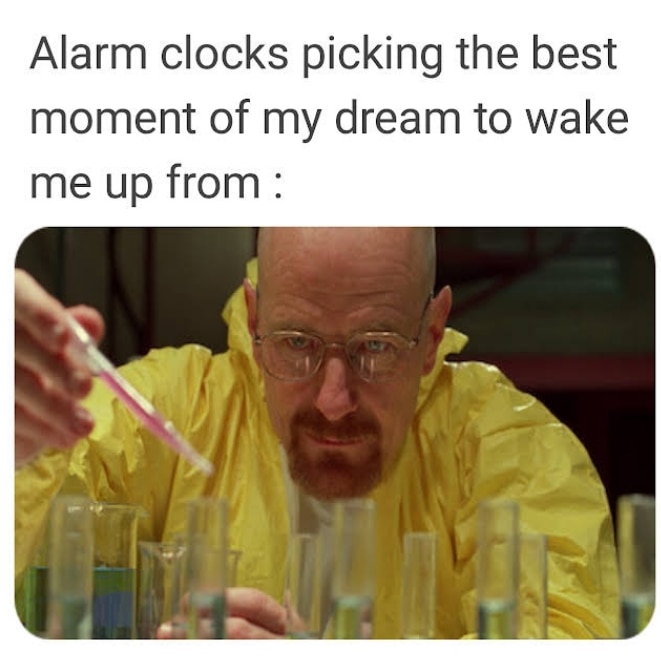 Alarm clocks picking the best
moment of my dream to wake
me up from :